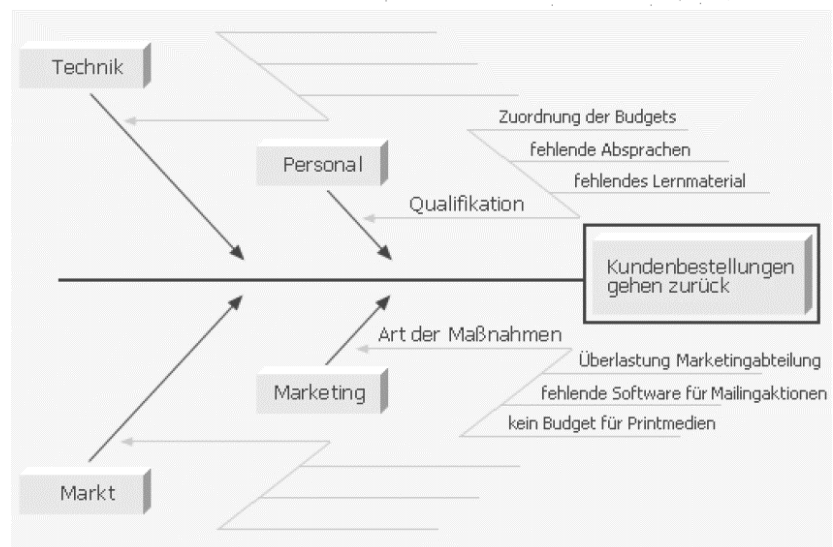 Technik
Zuordnung der Budgets
fehlende Absprachen
Personal
fehlendes Lernmaterial
Qualifikation
Kundenbestellungen
gehen zurück
Art der Maßnahmen
Überlastung Marketingabteilung
Marketing
fehlende Software für Mailingaktionen
kein Budget für Printmedien
Markt